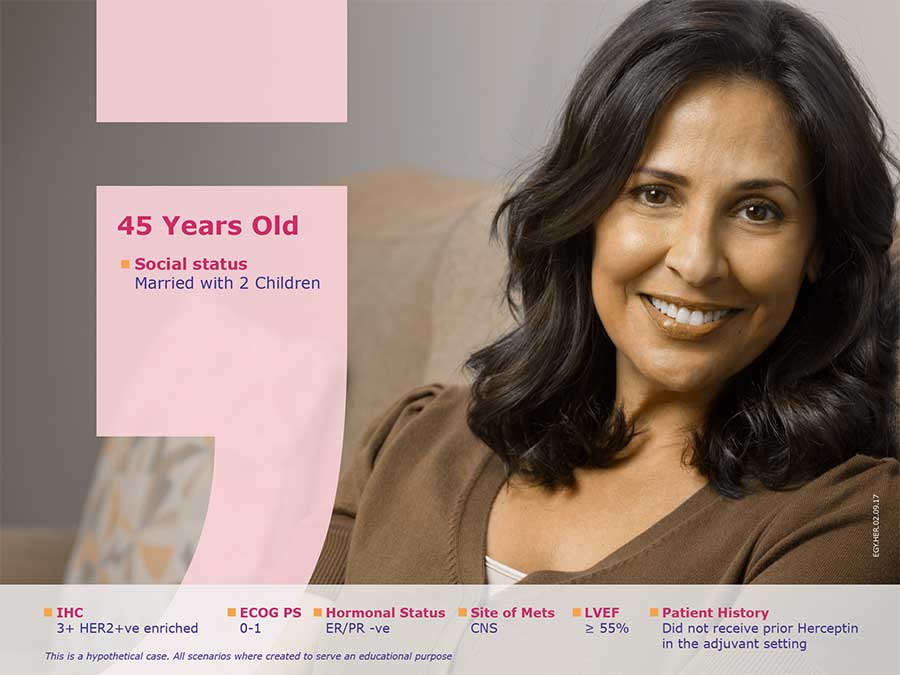 45 Years Old
Social status
Married with 2 Children
EGY.HER.02.09.17
IHC
3+ HER2+ve enriched
ECOG PS
0-1
Hormonal Status
ER/PR -ve
Site of Mets
CNS
LVEF
≥ 55%
Patient History
Did not receive prior Herceptin
in the adjuvant setting
This is a hypothetical case. All scenarios where created to serve an educational purpose